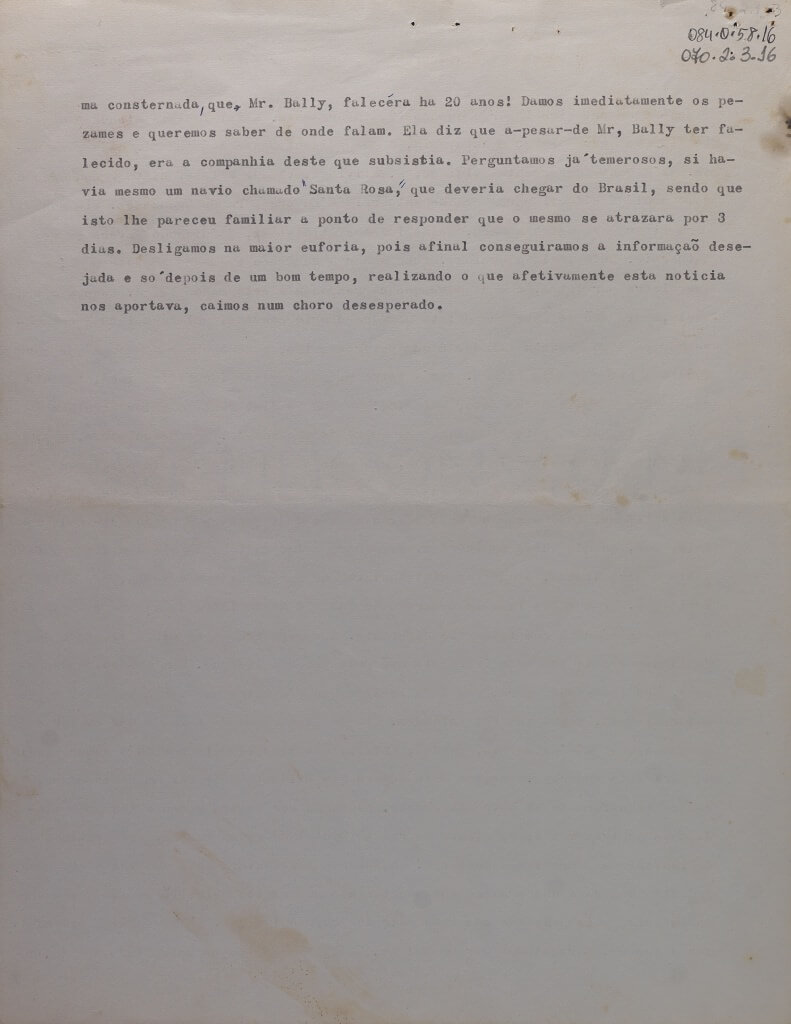 084.0.58.16
070.2.3.16
ma consternada, que, Mr. Bally, falecéra ha 20 anos! Damos imediatamente os pe-
zames e queremos saber de onde falam. Ela diz que a-pesar-de Mr, Bally ter fa-
lecido, era a companhia deste que subsistia. Perguntamos ja´temerosos, si ha-
via mesmo um navio chamado "Santa Rosa," que deveria chegar do Brasil, sendo que
isto lhe pareceu familiar a ponto de responder que o mesmo se atrazara por 3
dias. Desligamos na maior euforia, pois afinal conseguiramos a informação dese-
jada e so´depois de um bom tempo, realizando o que afetivamente esta noticia
nos aportava, caimos num choro desesperado.